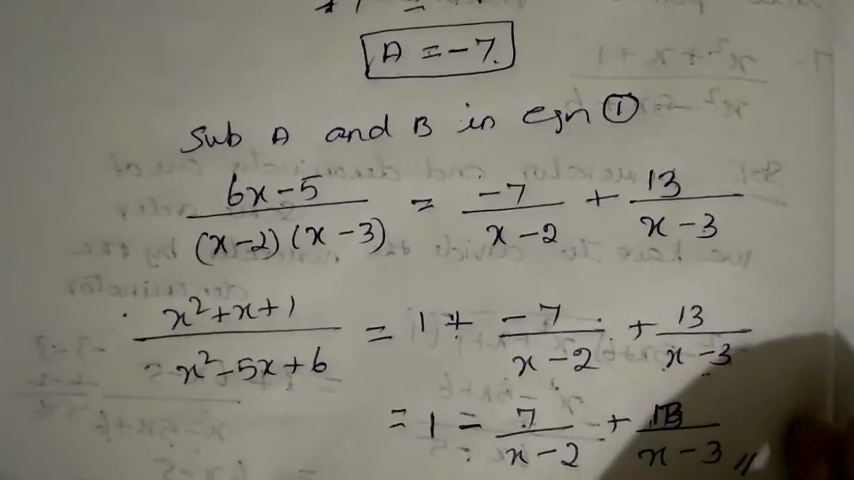 A = -7.
Sub A and B in eqn ①
6x-5 / (x-2)(x-3) = -7 / x-2 + 13 / x-3
x²+x+1 / x²-5x+6 = 1 + -7 / x-2 + 13 / x-3
= 1 - 7 / x-2 + 13 / x-3 //